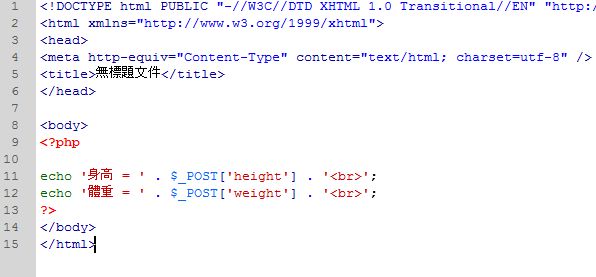 1 <!DOCTYPE html PUBLIC "-//W3C//DTD XHTML 1.0 Transitional//EN" "http:/
2 <html xmlns="http://www.w3.org/1999/xhtml">
3 <head>
4 <meta http-equiv="Content-Type" content="text/html; charset=utf-8" />
5 <title>無標題文件</title>
6 </head>
7
8 <body>
9 <?php
10
11 echo '身高 = ' . $_POST['height'] . '<br>';
12 echo '體重 = ' . $_POST['weight'] . '<br>';
13 ?>
14 </body>
15 </html>